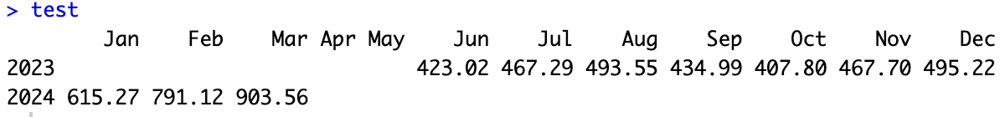 > test
        Jan    Feb    Mar Apr May    Jun    Jul    Aug    Sep    Oct    Nov    Dec
2023                              423.02 467.29 493.55 434.99 407.80 467.70 495.22
2024 615.27 791.12 903.56